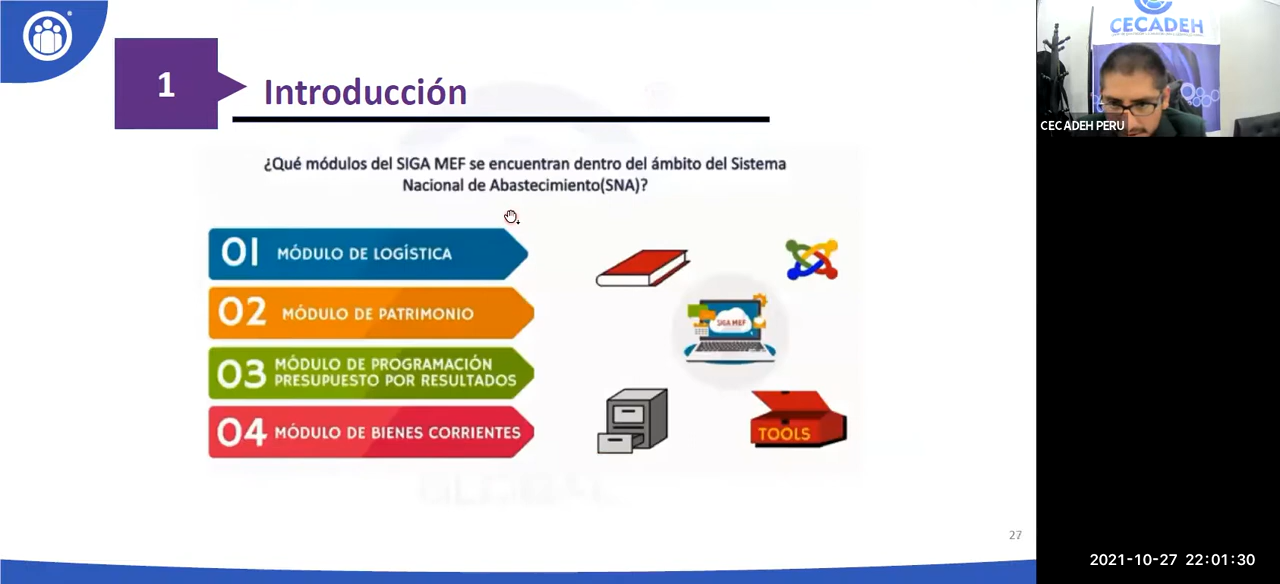 1
Introducción
¿Qué módulos del SIGA MEF se encuentran dentro del ámbito del Sistema
Nacional de Abastecimiento(SNA)?
01 MÓDULO DE LOGÍSTICA
02 MÓDULO DE PATRIMONIO
03 MÓDULO DE PROGRAMACIÓN
PRESUPUESTO POR RESULTADOS
04 MÓDULO DE BIENES CORRIENTES
SIGA MEF
TOOLS
27
CECADEH
CECADEH PERU
2021-10-27 22:01:30